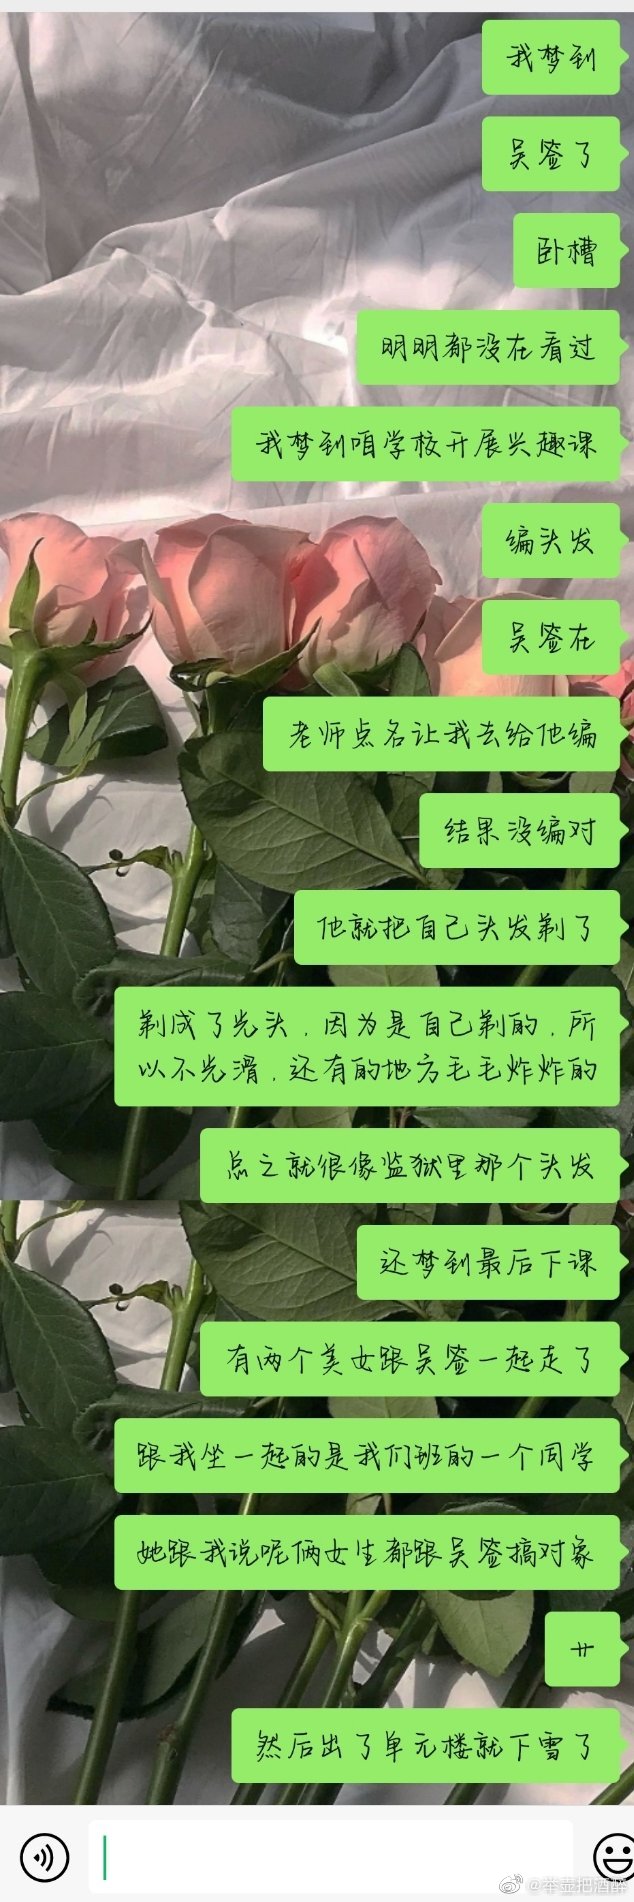 我梦到
吴签了
卧槽
明明都没在看过
我梦到咱学校开展兴趣课
编头发
吴签在
老师点名让我去给他编
结果没编对
他就把自己头发剃了
剃成了光头，因为是自己剃的，所
以不光滑，还有的地方毛毛炸炸的
总之就很像监狱里那个头发
还梦到最后下课
有两个美女跟吴签一起走了
跟我坐一起的是我们班的一个同学
她跟我说呢俩女生都跟吴签搞对象
艹
然后出了单元楼就下雪了
@举壶把酒醉